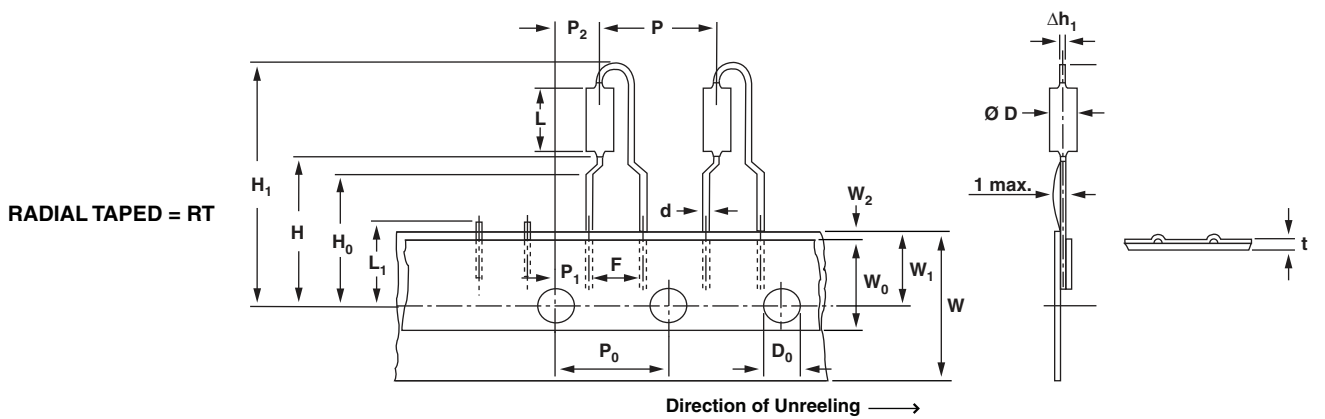 P₂
P
Δh₁
L
Ø D
H₁
RADIAL TAPED = RT
H
H₀
1 max.
W₂
d
t
L₁
P₁
F
W₀
W₁
W
P₀
D₀
Direction of Unreeling